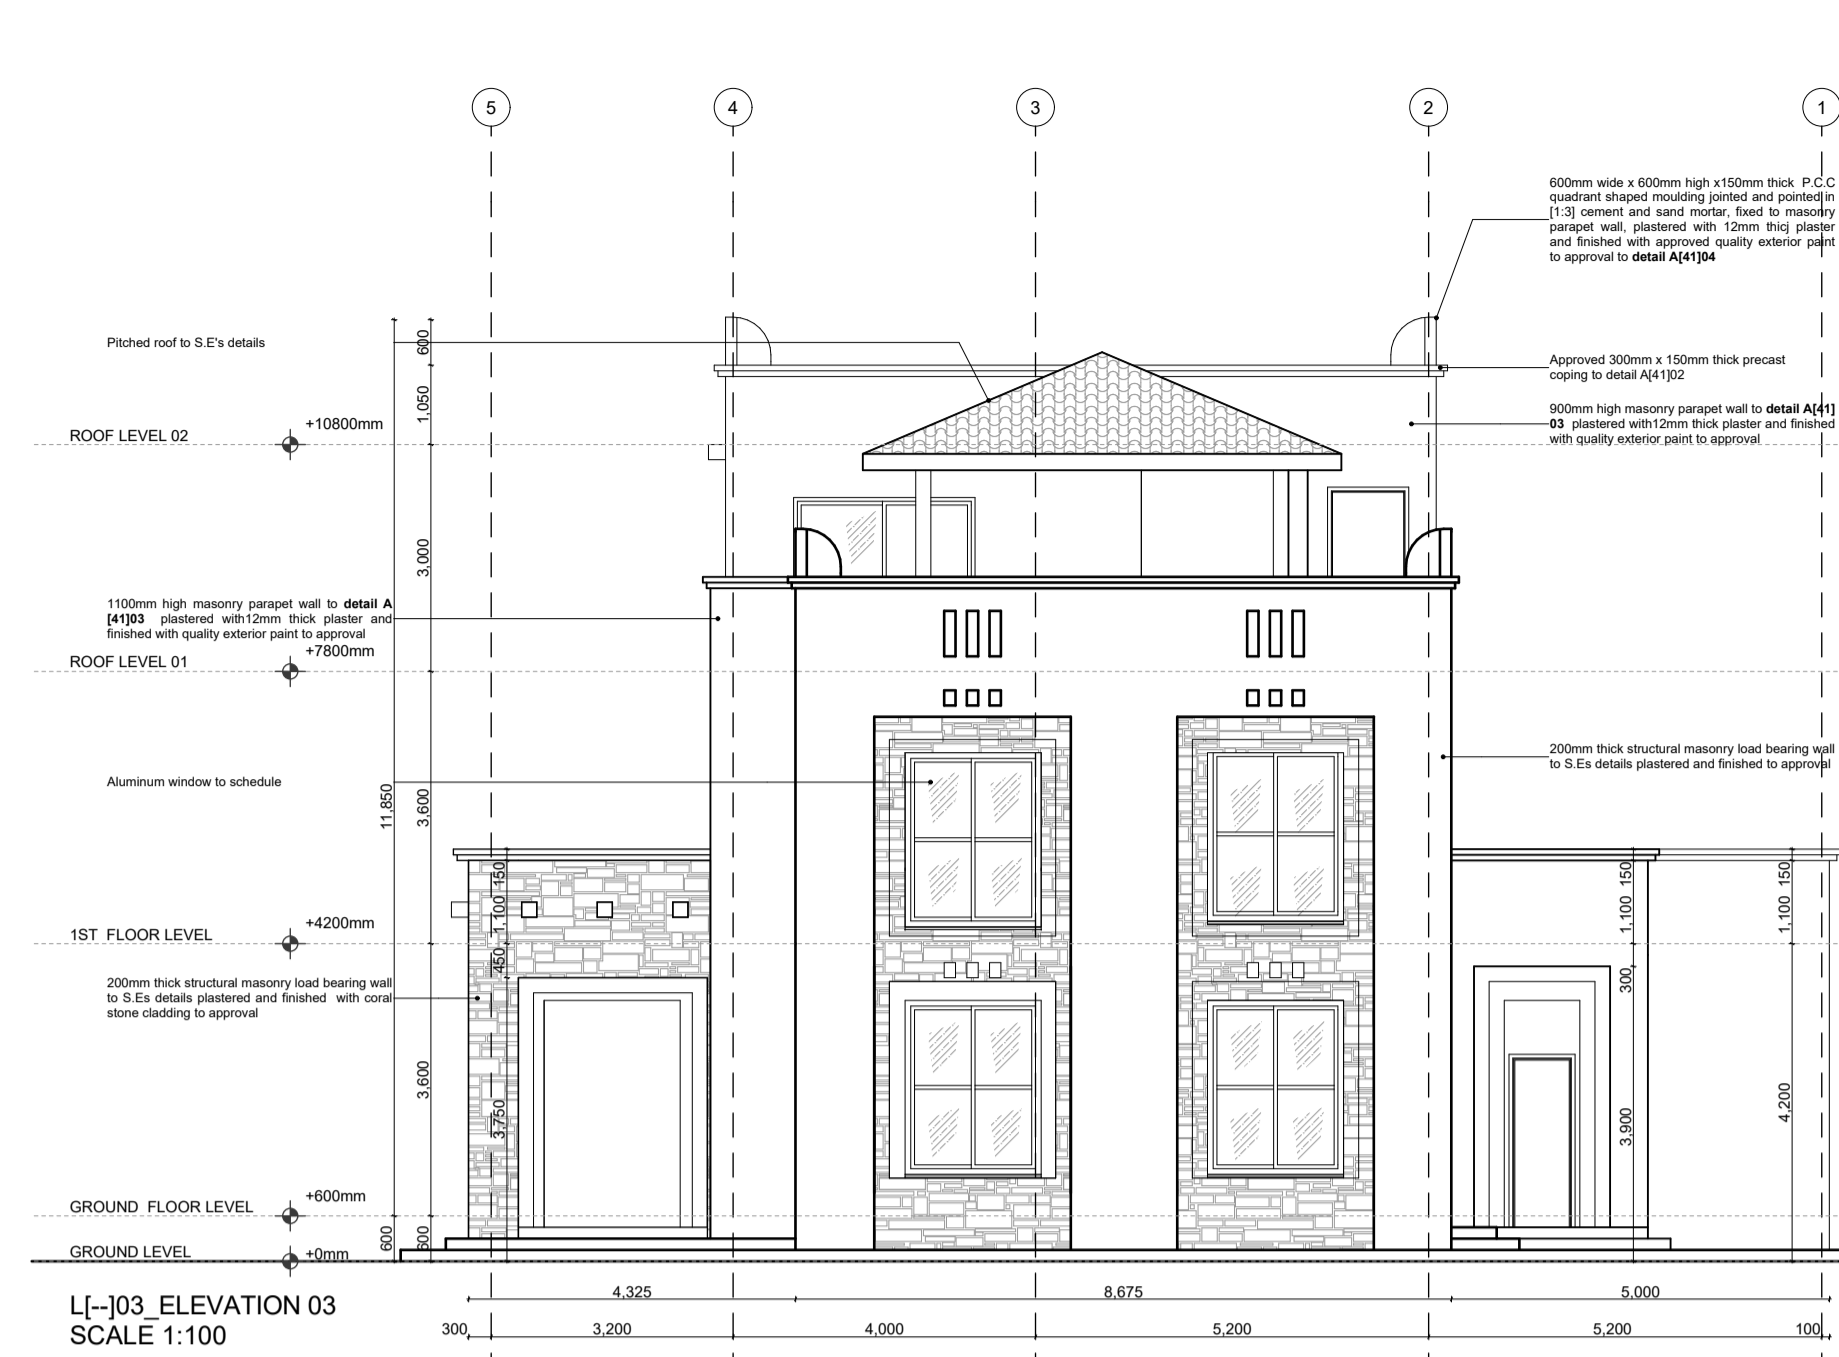 5
4
3
2
1
600mm wide x 600mm high x150mm thick P.C.C
quadrant shaped moulding jointed and pointed in
[1:3] cement and sand mortar, fixed to masonry
parapet wall, plastered with 12mm thicj plaster
and finished with approved quality exterior paint
to approval to detail A[41]04
Pitched roof to S.E's details
600
Approved 300mm x 150mm thick precast
coping to detail A[41]02
1,050
900mm high masonry parapet wall to detail A[41]
03 plastered with12mm thick plaster and finished
with quality exterior paint to approval
ROOF LEVEL 02
+10800mm
3,000
1100mm high masonry parapet wall to detail A
[41]03 plastered with12mm thick plaster and
finished with quality exterior paint to approval
ROOF LEVEL 01
+7800mm
200mm thick structural masonry load bearing wall
to S.Es details plastered and finished to approval
Aluminum window to schedule
11,850
3,600
150
1,100
450
150
1,100
150
1,100
1ST FLOOR LEVEL
+4200mm
200mm thick structural masonry load bearing wall
to S.Es details plastered and finished with coral
stone cladding to approval
300
3,600
3,750
3,900
4,200
GROUND FLOOR LEVEL
+600mm
600
600
GROUND LEVEL
+0mm
4,325
8,675
5,000
L[--]03_ELEVATION 03
SCALE 1:100
300
3,200
4,000
5,200
5,200
100